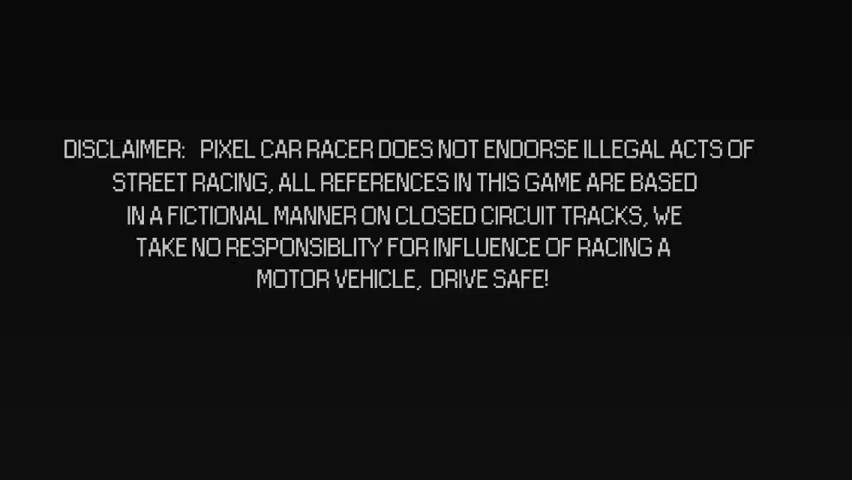 DISCLAIMER: PIXEL CAR RACER DOES NOT ENDORSE ILLEGAL ACTS OF
STREET RACING, ALL REFERENCES IN THIS GAME ARE BASED
IN A FICTIONAL MANNER ON CLOSED CIRCUIT TRACKS, WE
TAKE NO RESPONSIBLITY FOR INFLUENCE OF RACING A
MOTOR VEHICLE, DRIVE SAFE!